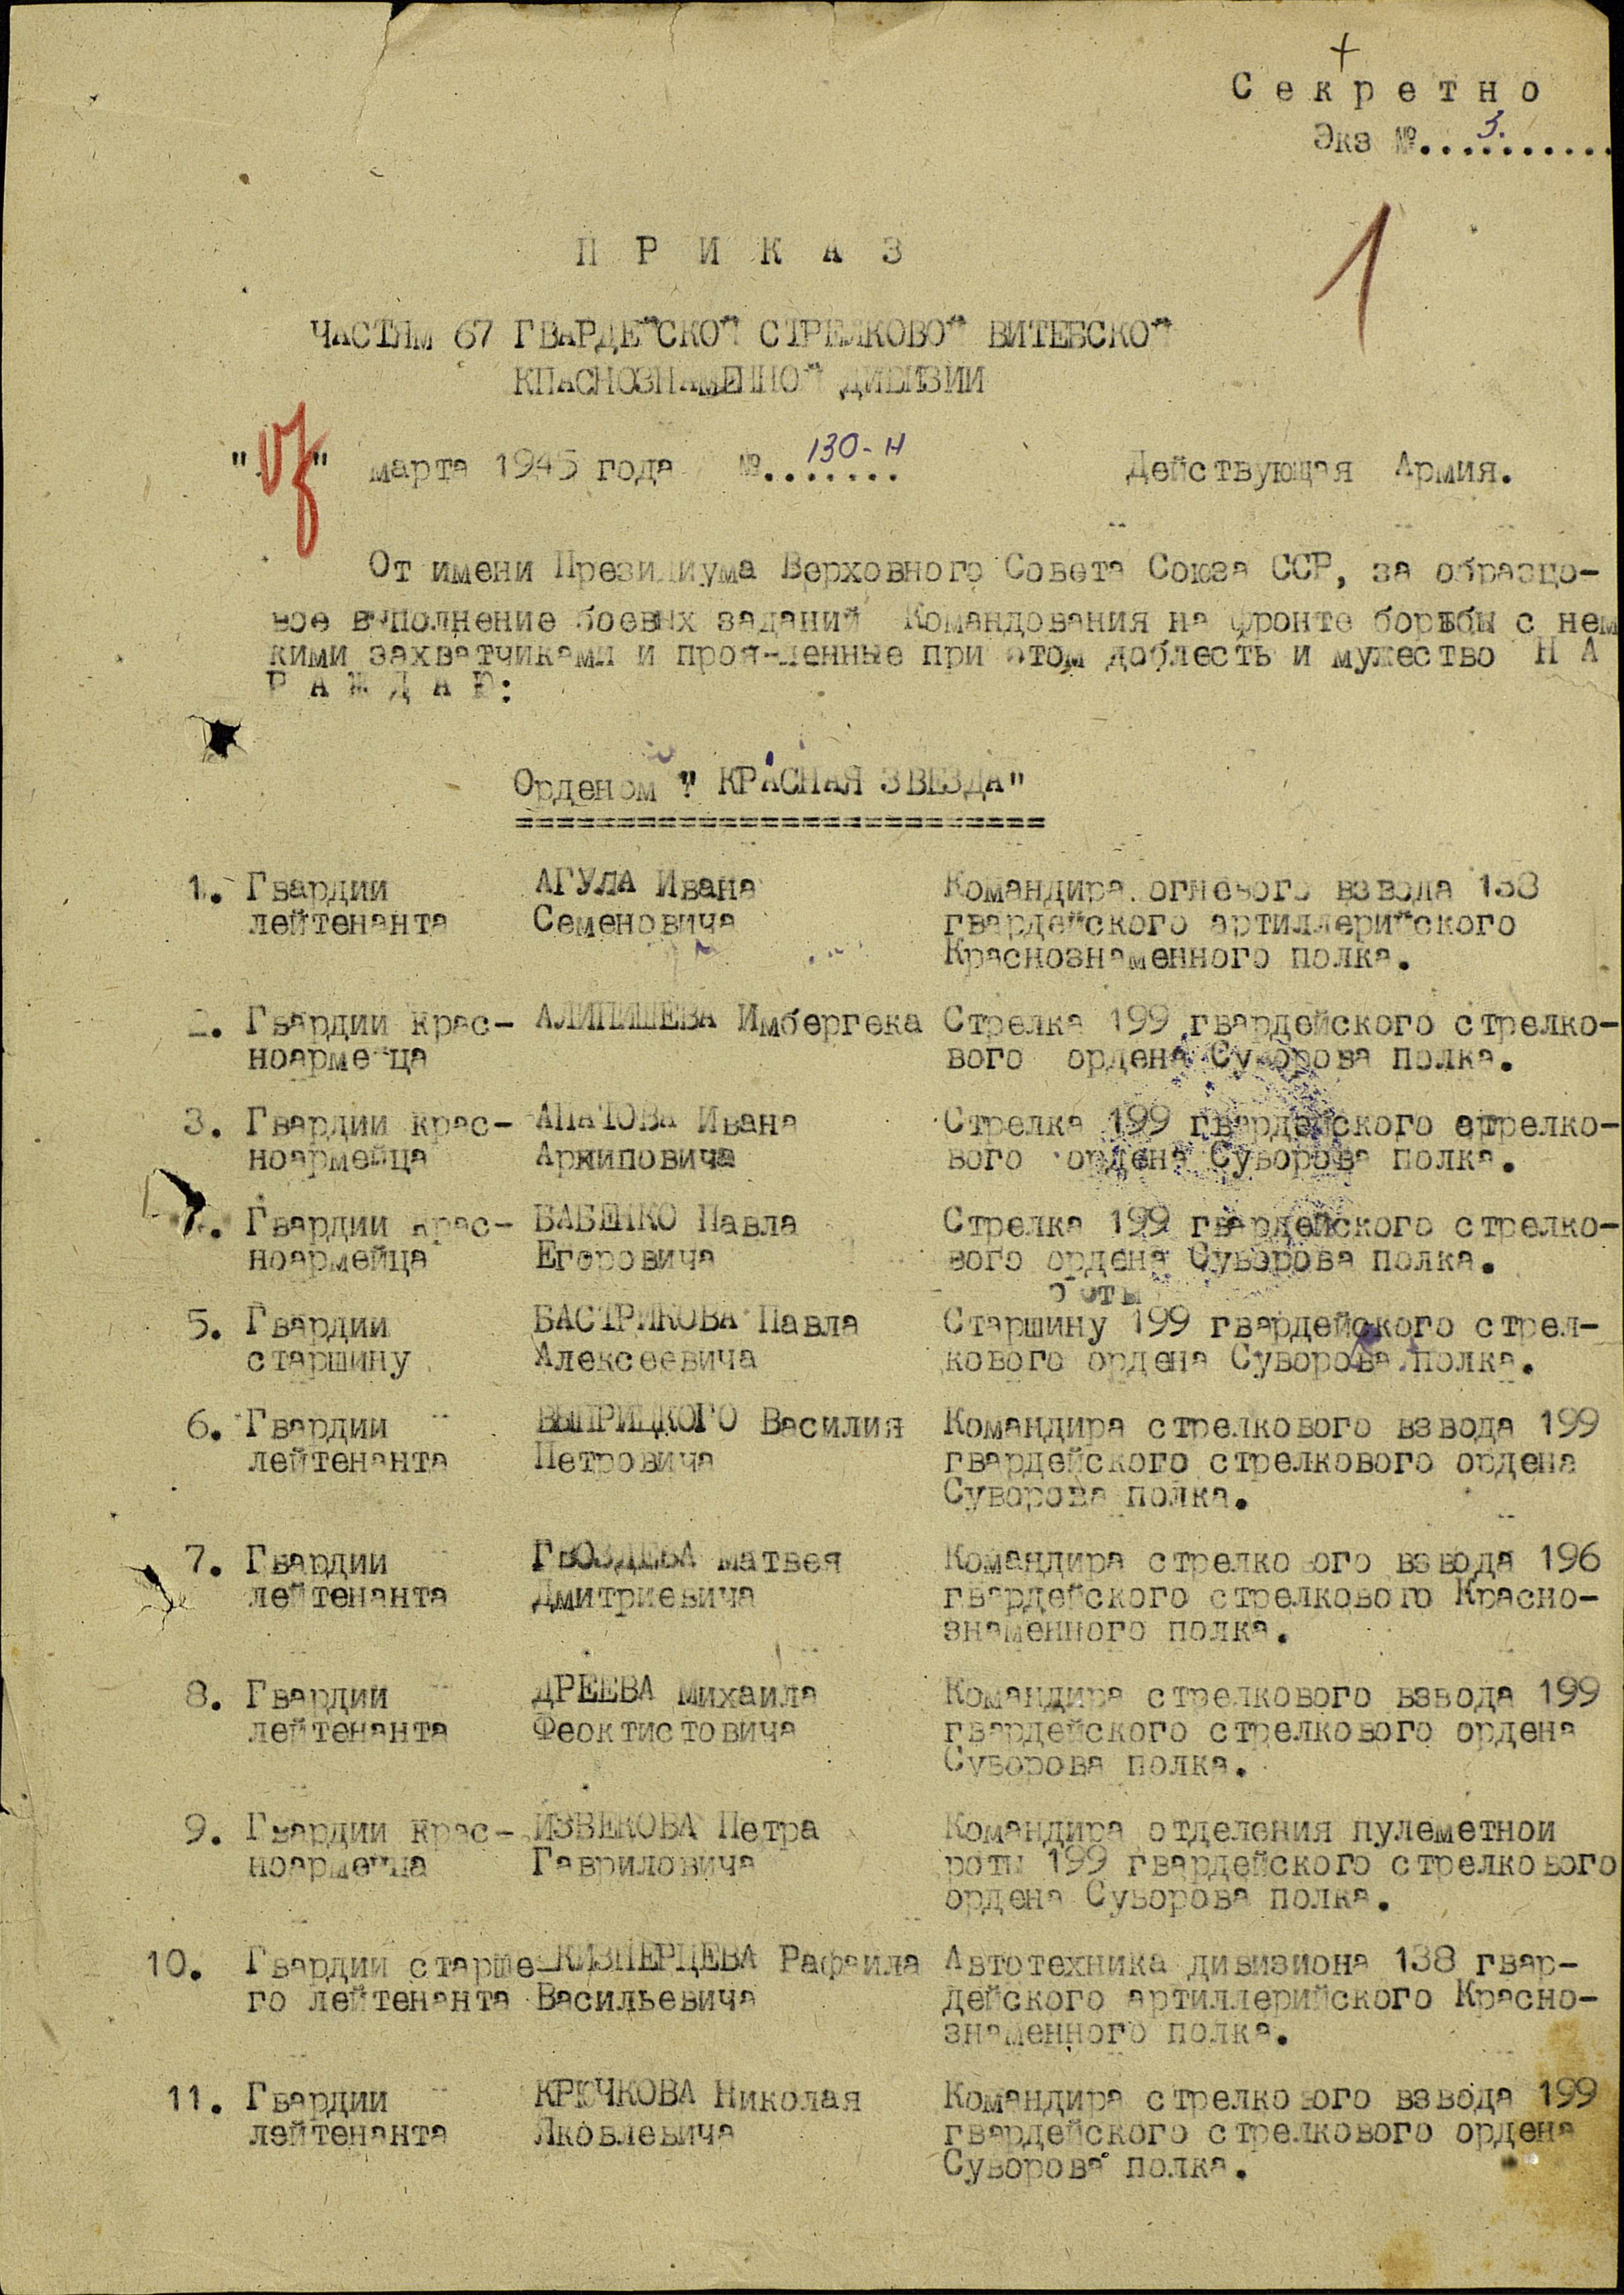 Секретно
Экз №. 3.
1
ПРИКАЗ
ЧАСТЯМ 67 ГВАРДЕЙСКОЙ СТРЕЛКОВОЙ ВИТЕБСКОЙ
КРАСНОЗНАМЕННОЙ ДИВИЗИИ
" " марта 1945 года №. 130-н Действующая Армия.
От имени Президиума Верховного Совета Союза ССР, за образцо-
вое выполнение боевых заданий Командования на фронте борьбы с нем
кими захватчиками и проявленные при этом доблесть и мужество Н А
Р А Ж Д А Ю:
Орденом " КРАСНАЯ ЗВЕЗДА"
==========================
1. Гвардии АГУЛА Ивана Командира огневого взвода 138
лейтенанта Семеновича гвардейского артиллерийского
Краснознаменного полка.
2. Гвардии крас- Имбергека Стрелка 199 гвардейского стрелко-
ноармейца вого ордена Суворова полка.
3. Гвардии крас- АПАТОВА Ивана Стрелка 199 гвардейского стрелко-
ноармейца Архиповича вого ордена Суворова полка.
4. Гвардии крас- БАБЕНКО Павла Стрелка 199 гвардейского стрелко-
ноармейца Егоровича вого ордена Суворова полка.
роты
5. Гвардии БАСТРИКОВА Павла Старшину 199 гвардейского стрел-
старшину Алексеевича кового ордена Суворова полка.
6. Гвардии ВЫПРИЦКОГО Василия Командира стрелкового взвода 199
лейтенанта Петровича гвардейского стрелкового ордена
Суворова полка.
7. Гвардии ГВОЗДЕВА Матвея Командира стрелкового взвода 196
лейтенанта Дмитриевича гвардейского стрелкового Красно-
знаменного полка.
8. Гвардии ДРЕЕВА Михаила Командира стрелкового взвода 199
лейтенанта Феоктистовича гвардейского стрелкового ордена
Суворова полка.
9. Гвардии крас- ИЗВЕКОВА Петра Командира отделения пулеметной
ноармейца Гавриловича роты 199 гвардейского стрелкового
ордена Суворова полка.
10. Гвардии старше- КИЗПЕРЦЕВА Рафаила Автотехника дивизиона 138 гвар-
го лейтенанта Васильевича дейского артиллерийского Красно-
знаменного полка.
11. Гвардии КРЮЧКОВА Николая Командира стрелкового взвода 199
лейтенанта Яковлевича гвардейского стрелкового ордена
Суворова полка.